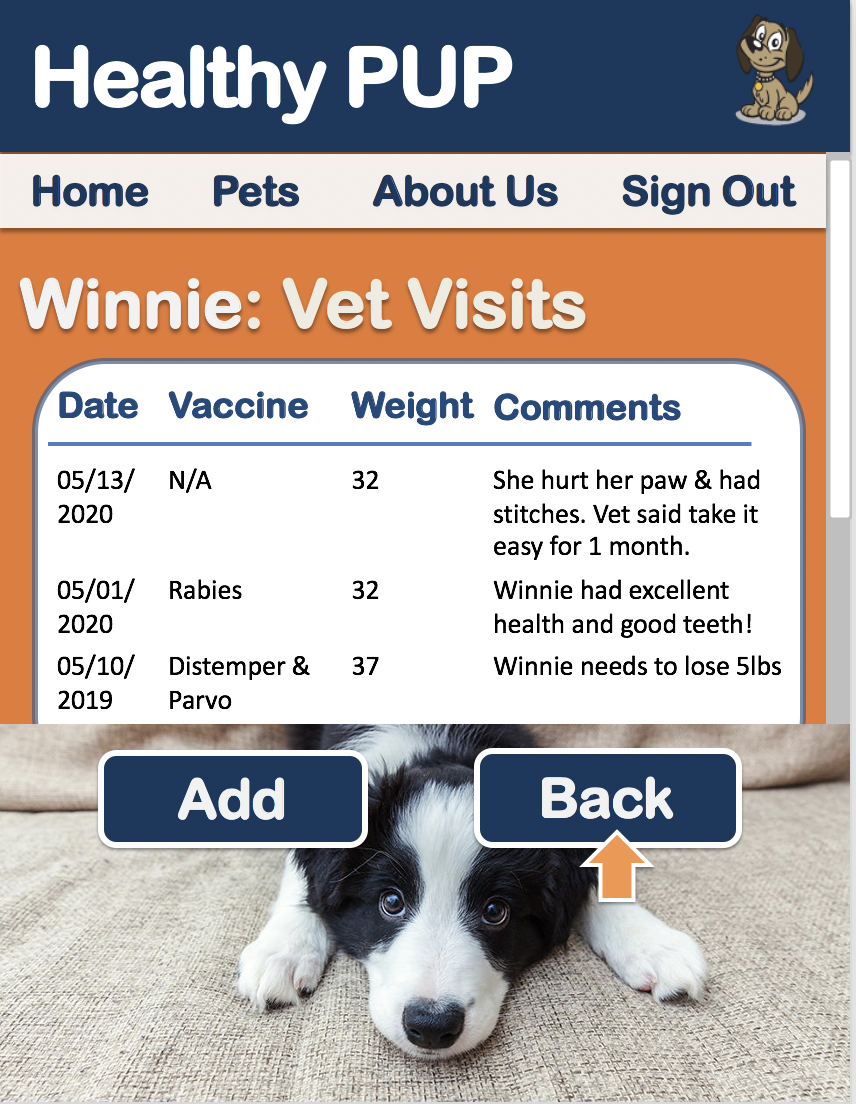 Healthy PUP
Home Pets About Us Sign Out
Winnie: Vet Visits
Date Vaccine Weight Comments
05/13/ N/A 32 She hurt her paw & had
2020 stitches. Vet said take it
easy for 1 month.
05/01/ Rabies 32 Winnie had excellent
2020 health and good teeth!
05/10/ Distemper & 37 Winnie needs to lose 5lbs
2019 Parvo
Add Back